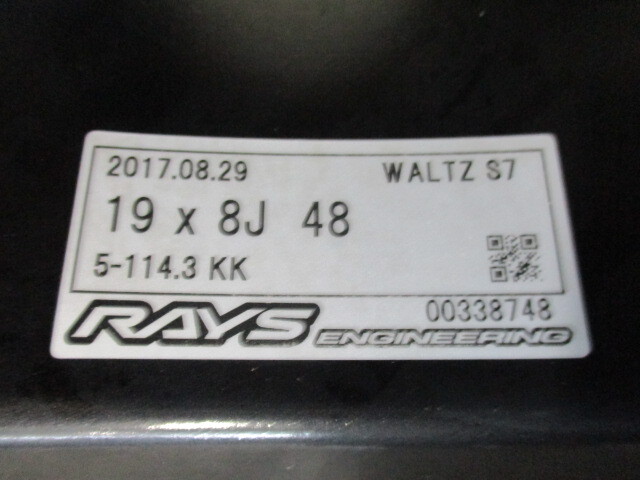 2017.08.29 WALTZ S7
19 x 8J 48
5-114.3 KK
RAYS ENGINEERING 00338748